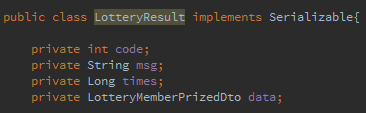 public class LotteryResult implements Serializable{
private int code;
private String msg;
private Long times;
private LotteryMemberPrizedDto data;